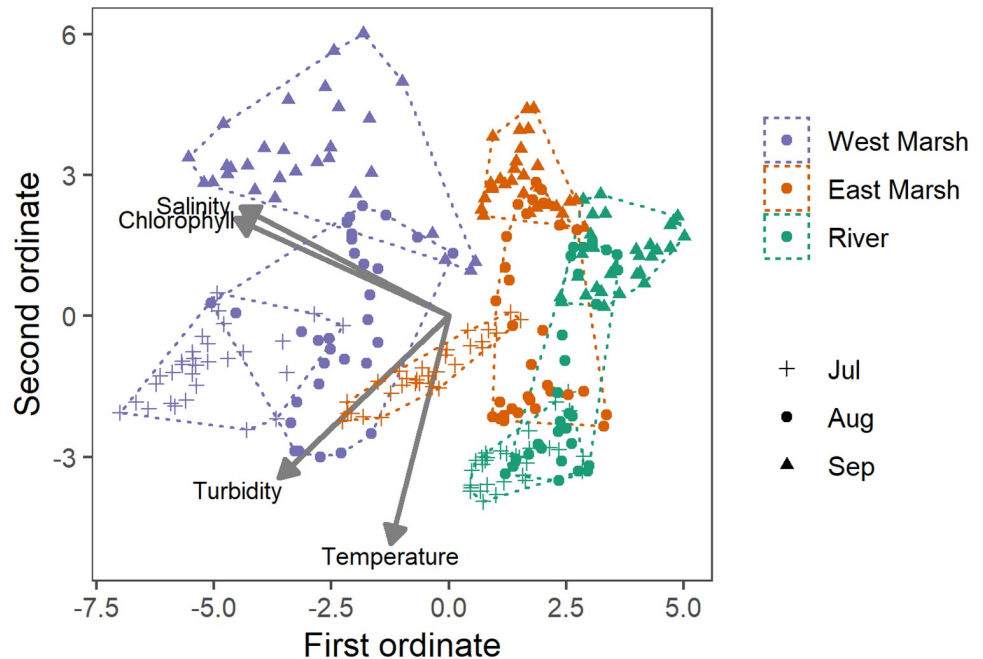 6
3
0
-3
-7.5
-5.0
-2.5
0.0
2.5
5.0
Second ordinate
First ordinate
Salinity
Chlorophyll
Turbidity
Temperature
West Marsh
East Marsh
River
Jul
Aug
Sep